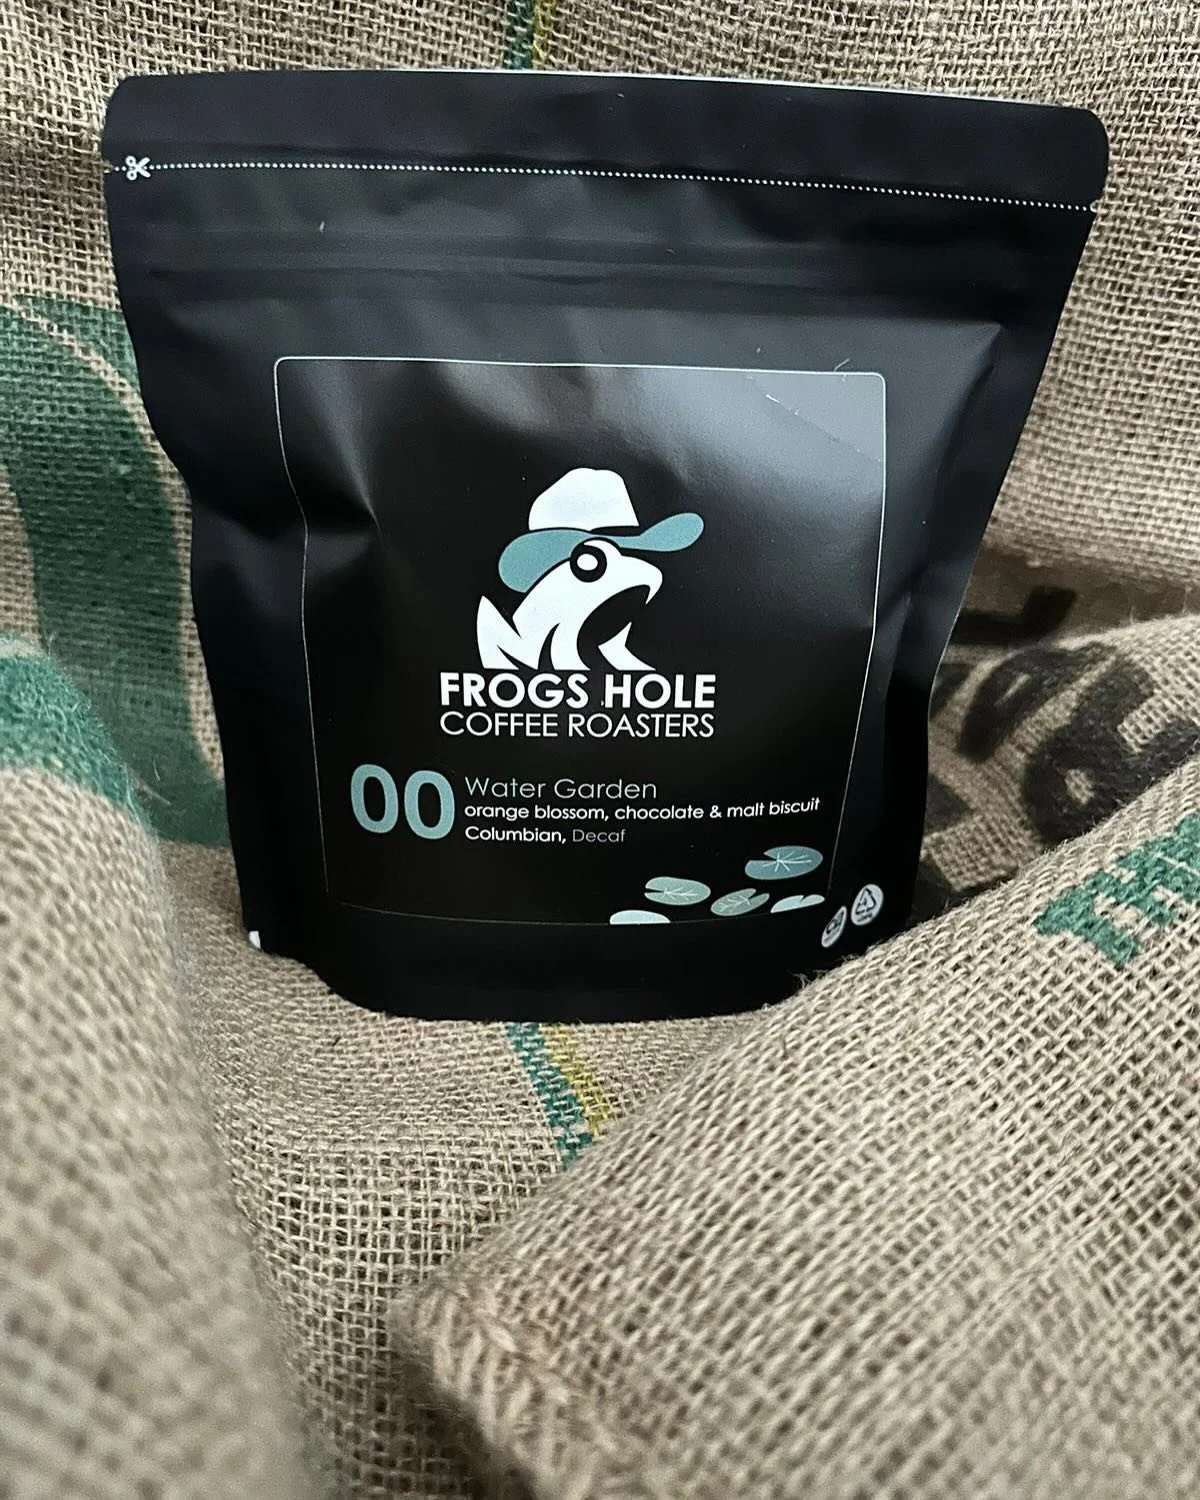 FROGS HOLE
COFFEE ROASTERS
00
Water Garden
orange blossom, chocolate & malt biscuit
Columbian, Decaf